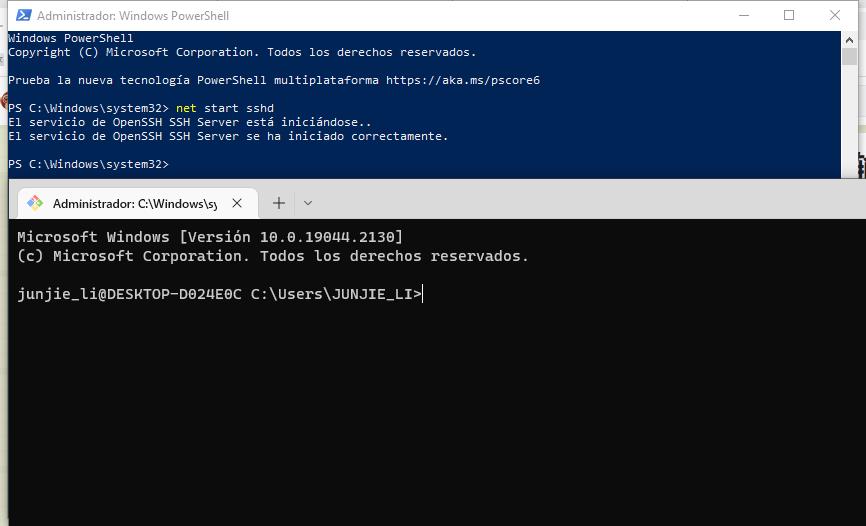 Administrador: Windows PowerShell
Windows PowerShell
Copyright (C) Microsoft Corporation. Todos los derechos reservados.
Prueba la nueva tecnología PowerShell multiplataforma https://aka.ms/pscore6
PS C:\Windows\system32> net start sshd
El servicio de OpenSSH SSH Server está iniciándose..
El servicio de OpenSSH SSH Server se ha iniciado correctamente.
PS C:\Windows\system32>
Administrador: C:\Windows\sy
Microsoft Windows [Versión 10.0.19044.2130]
(c) Microsoft Corporation. Todos los derechos reservados.
junjie_li@DESKTOP-D024E0C C:\Users\JUNJIE_LI>